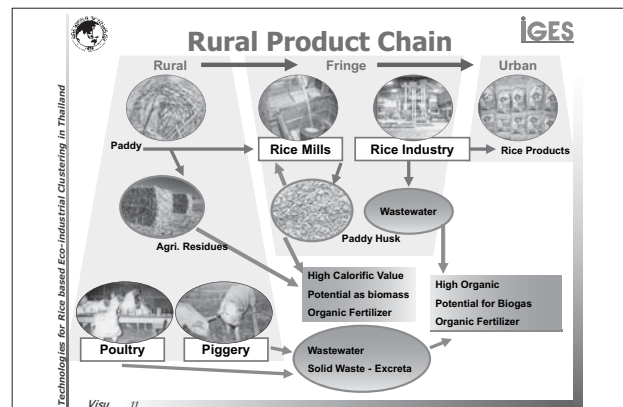 Rural Product Chain
IGES
Rural
Fringe
Urban
Paddy
Rice Mills
Rice Industry
Rice Products
Agri. Residues
Paddy Husk
Wastewater
High Calorific Value
Potential as biomass
Organic Fertilizer
High Organic
Potential for Biogas
Organic Fertilizer
Poultry
Piggery
Wastewater
Solid Waste - Excreta
Technologies for Rice based Eco-industrial Clustering in Thailand
Visu 11